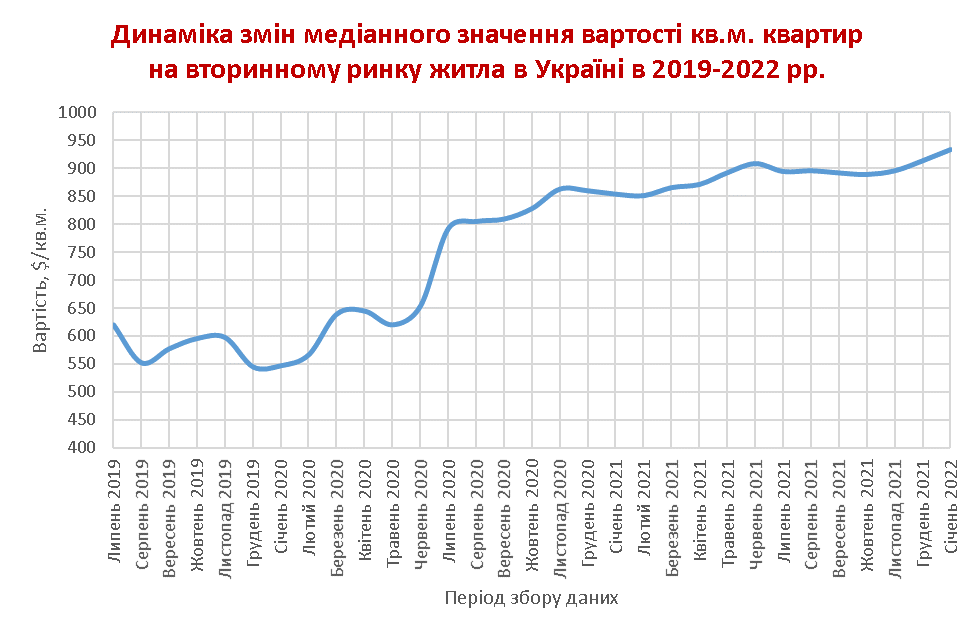 Динаміка змін медіанного значення вартості кв.м. квартир
на вторинному ринку житла в Україні в 2019-2022 рр.
1000
950
900
850
800
750
700
650
600
550
500
450
400
Вартість, $/кв.м.
Липень 2019
Серпень 2019
Вересень 2019
Жовтень 2019
Листопад 2019
Грудень 2019
Січень 2020
Лютий 2020
Березень 2020
Квітень 2020
Травень 2020
Червень 2020
Липень 2020
Серпень 2020
Вересень 2020
Жовтень 2020
Листопад 2020
Грудень 2020
Січень 2021
Лютий 2021
Березень 2021
Квітень 2021
Травень 2021
Червень 2021
Липень 2021
Серпень 2021
Вересень 2021
Жовтень 2021
Листопад 2021
Грудень 2021
Січень 2022
Період збору даних